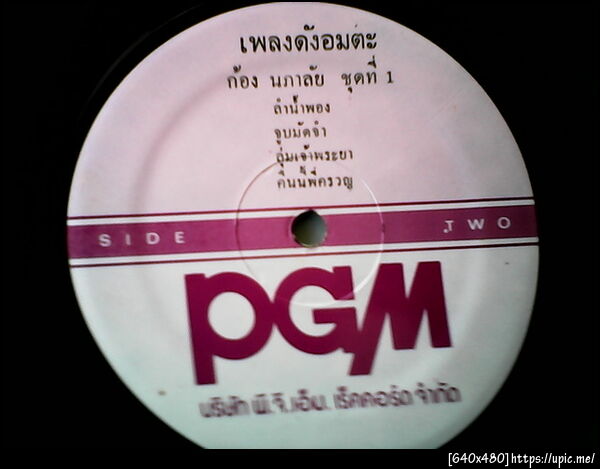 เพลงดังอมตะ
ก้อง นภาลัย ชุดที่ 1
ลำน้ำพอง
จูบมัดจำ
ลุ่มเจ้าพระยา
คืนนี้พี่ครวญ
SIDE TWO
PGM
บริษัท พี.จี.เอ็ม. เร็คคอร์ด จำกัด
[640x480]https://upic.me/